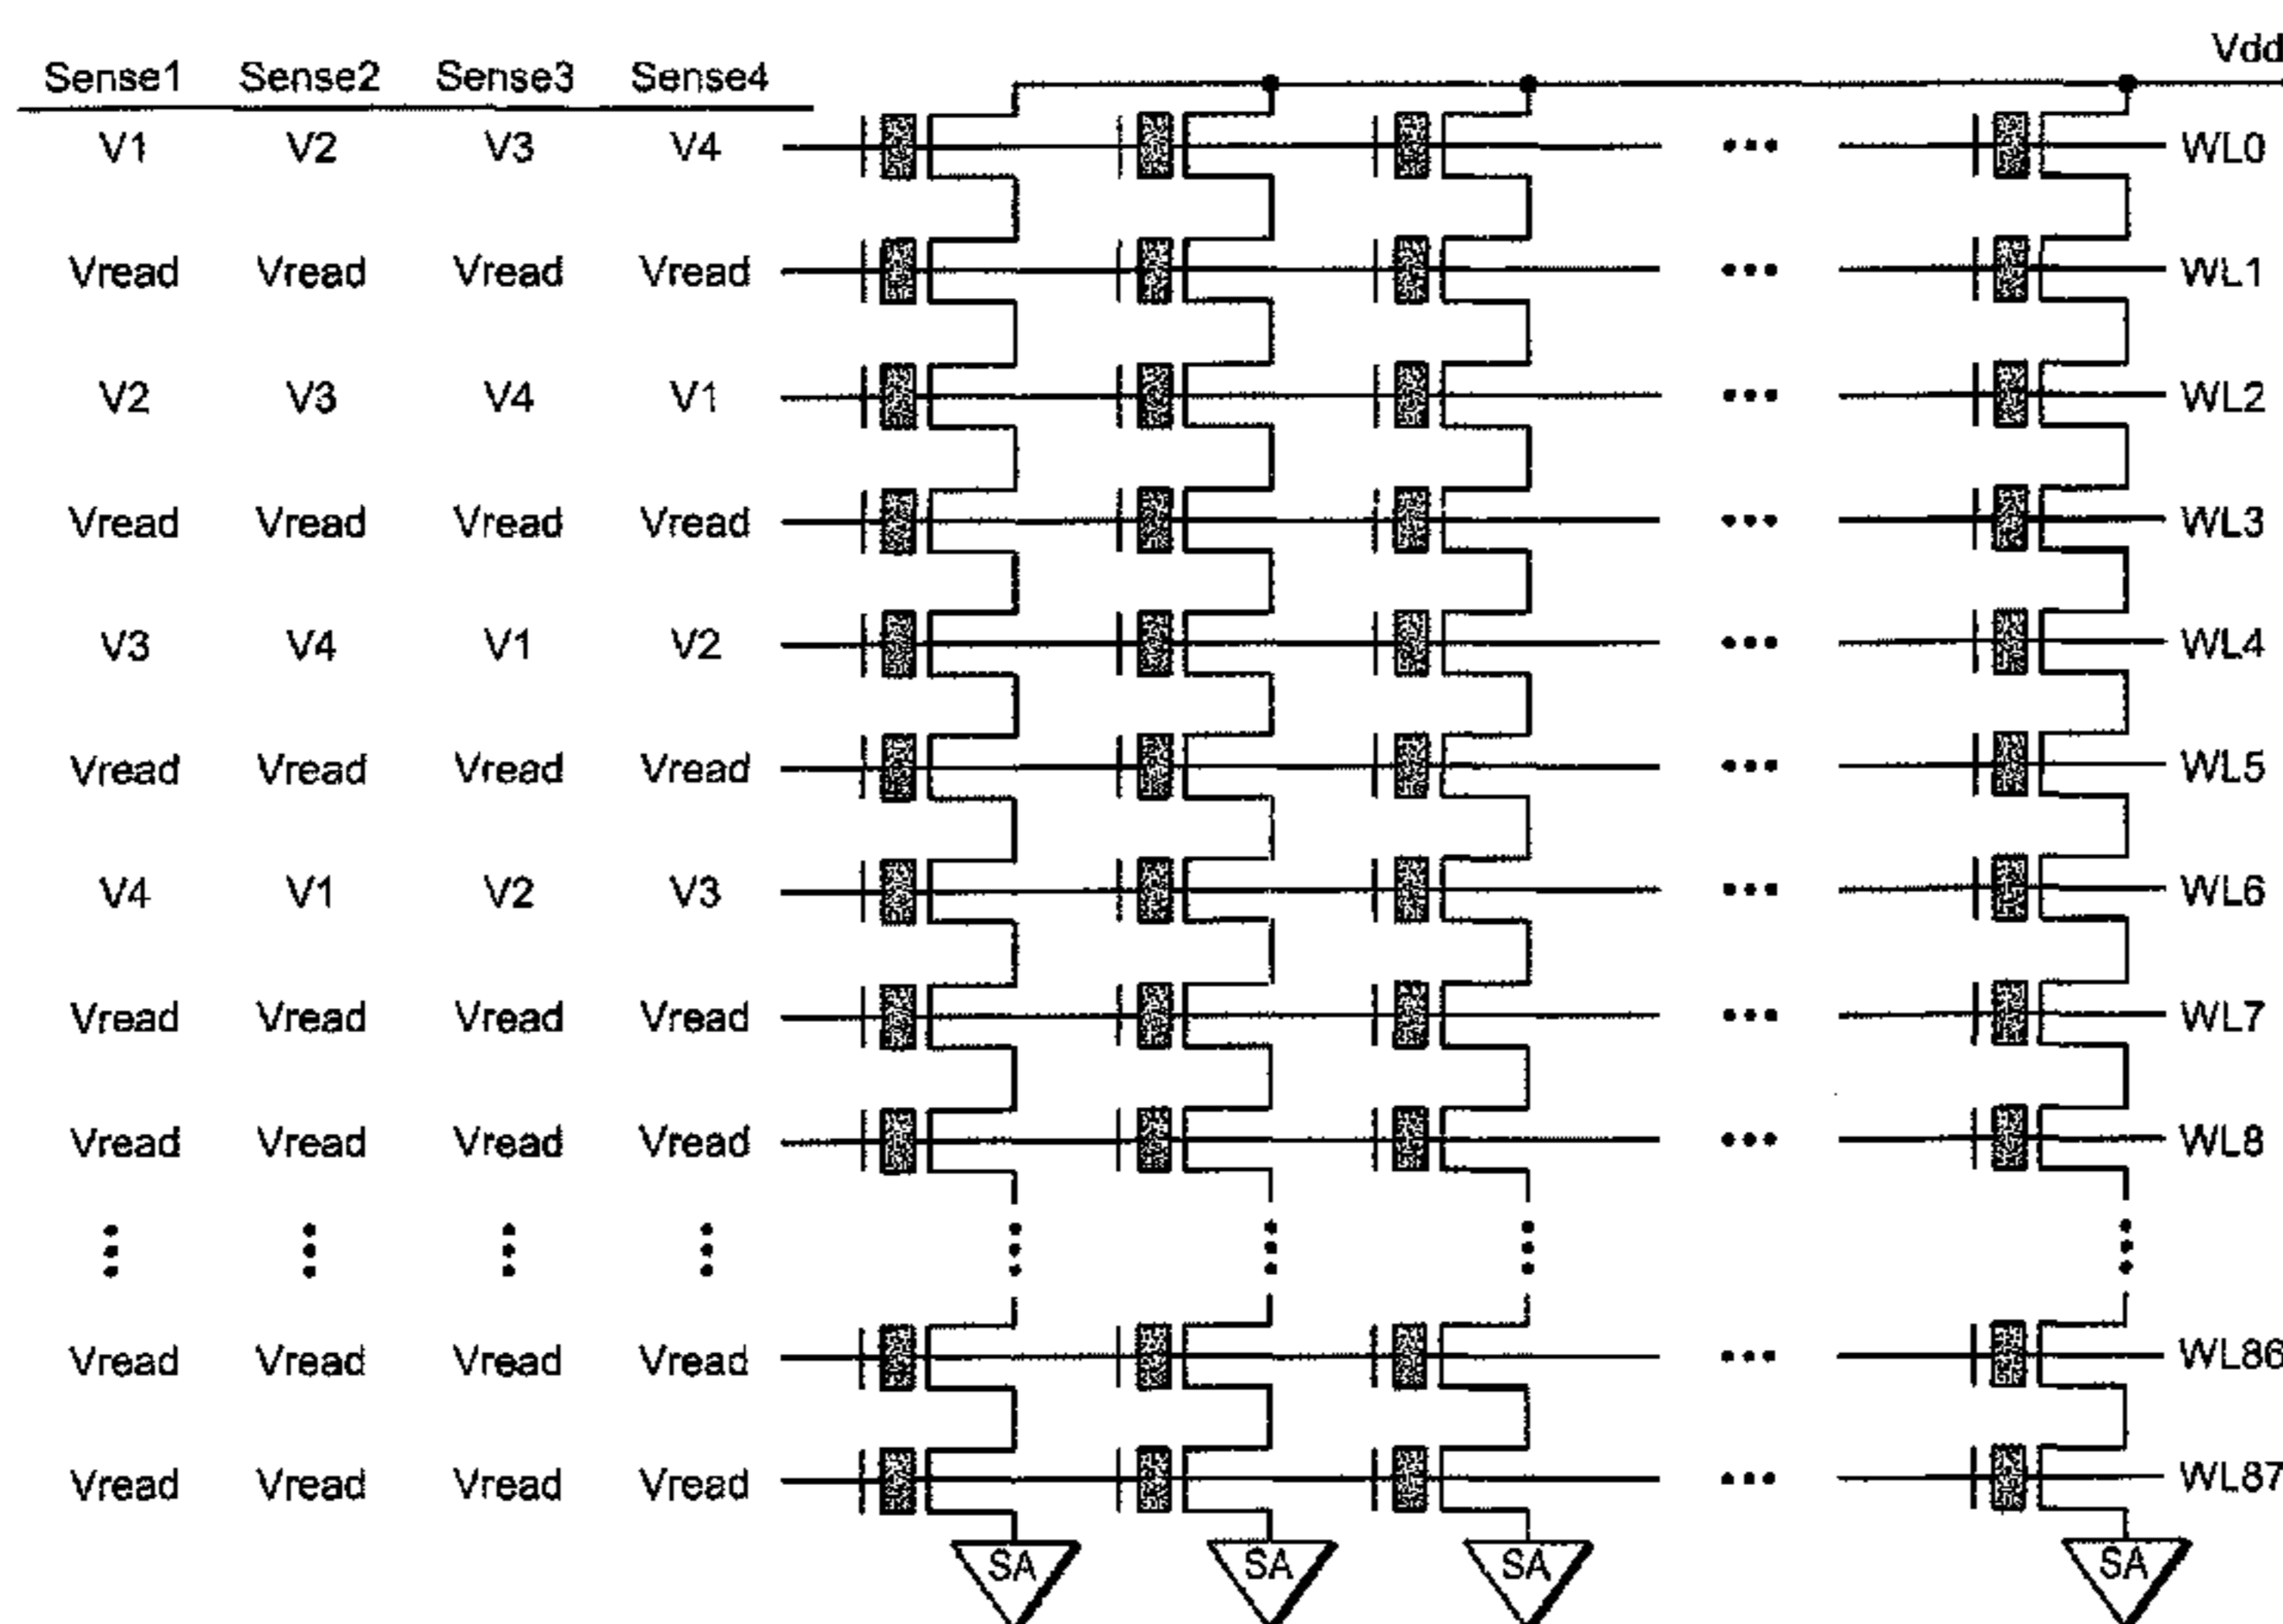 Vdd
Sense1 Sense2 Sense3 Sense4
V1 V2 V3 V4 WL0
Vread Vread Vread Vread WL1
V2 V3 V4 V1 WL2
Vread Vread Vread Vread WL3
V3 V4 V1 V2 WL4
Vread Vread Vread Vread WL5
V4 V1 V2 V3 WL6
Vread Vread Vread Vread WL7
Vread Vread Vread Vread WL8
Vread Vread Vread Vread WL86
Vread Vread Vread Vread WL87
SA SA SA SA